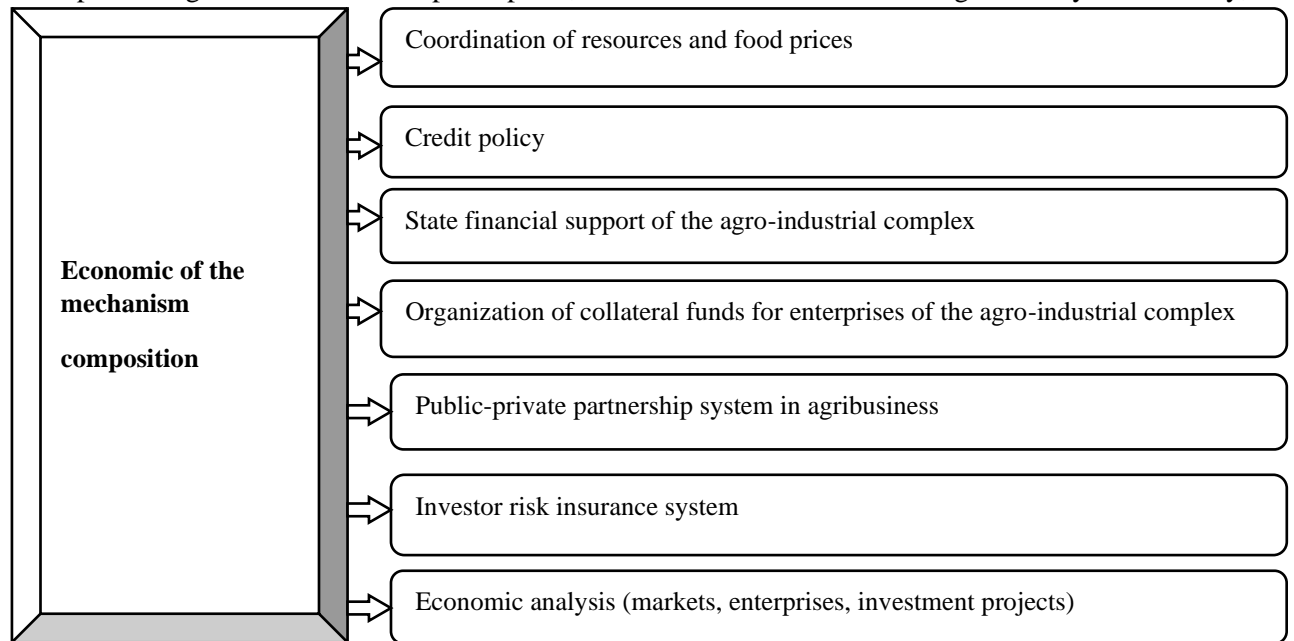 Coordination of resources and food prices
Credit policy
State financial support of the agro-industrial complex
Economic of the
mechanism
composition
Organization of collateral funds for enterprises of the agro-industrial complex
Public-private partnership system in agribusiness
Investor risk insurance system
Economic analysis (markets, enterprises, investment projects)